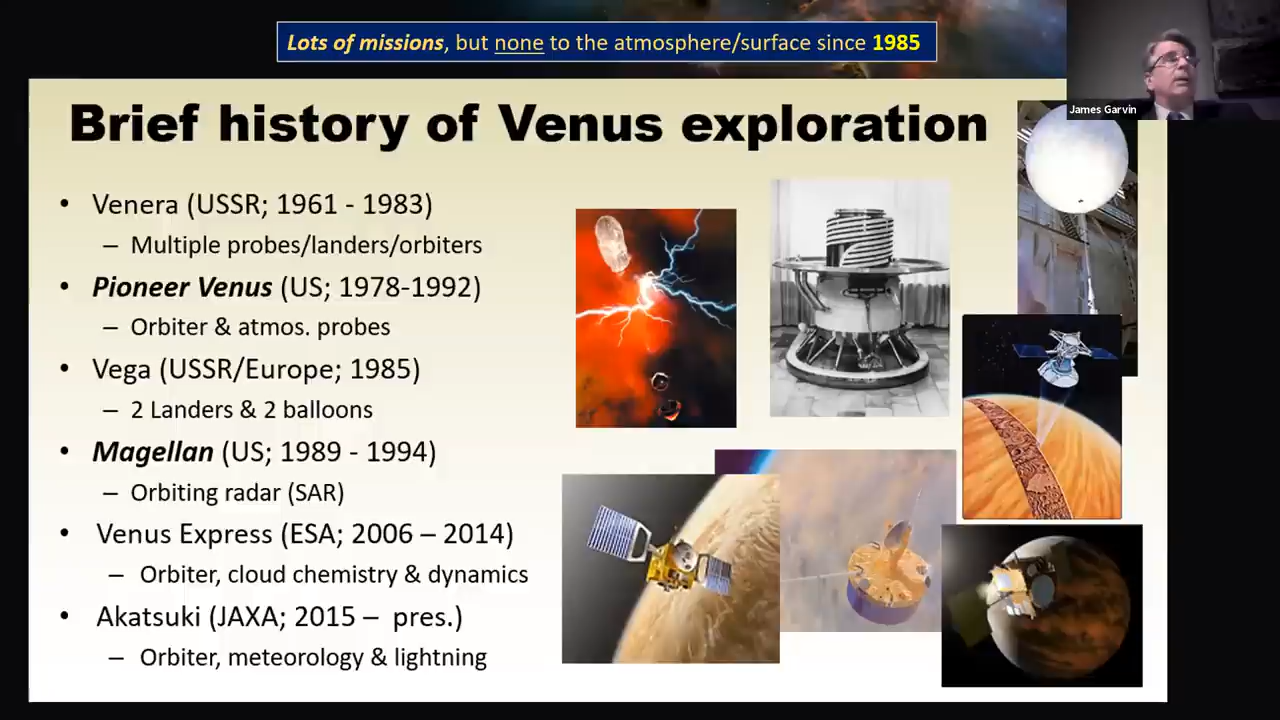 Lots of missions, but none to the atmosphere/surface since 1985
James Garvin
Brief history of Venus exploration
• Venera (USSR; 1961 - 1983)
– Multiple probes/landers/orbiters
• Pioneer Venus (US; 1978-1992)
– Orbiter & atmos. probes
• Vega (USSR/Europe; 1985)
– 2 Landers & 2 balloons
• Magellan (US; 1989 - 1994)
– Orbiting radar (SAR)
• Venus Express (ESA; 2006 – 2014)
– Orbiter, cloud chemistry & dynamics
• Akatsuki (JAXA; 2015 – pres.)
– Orbiter, meteorology & lightning